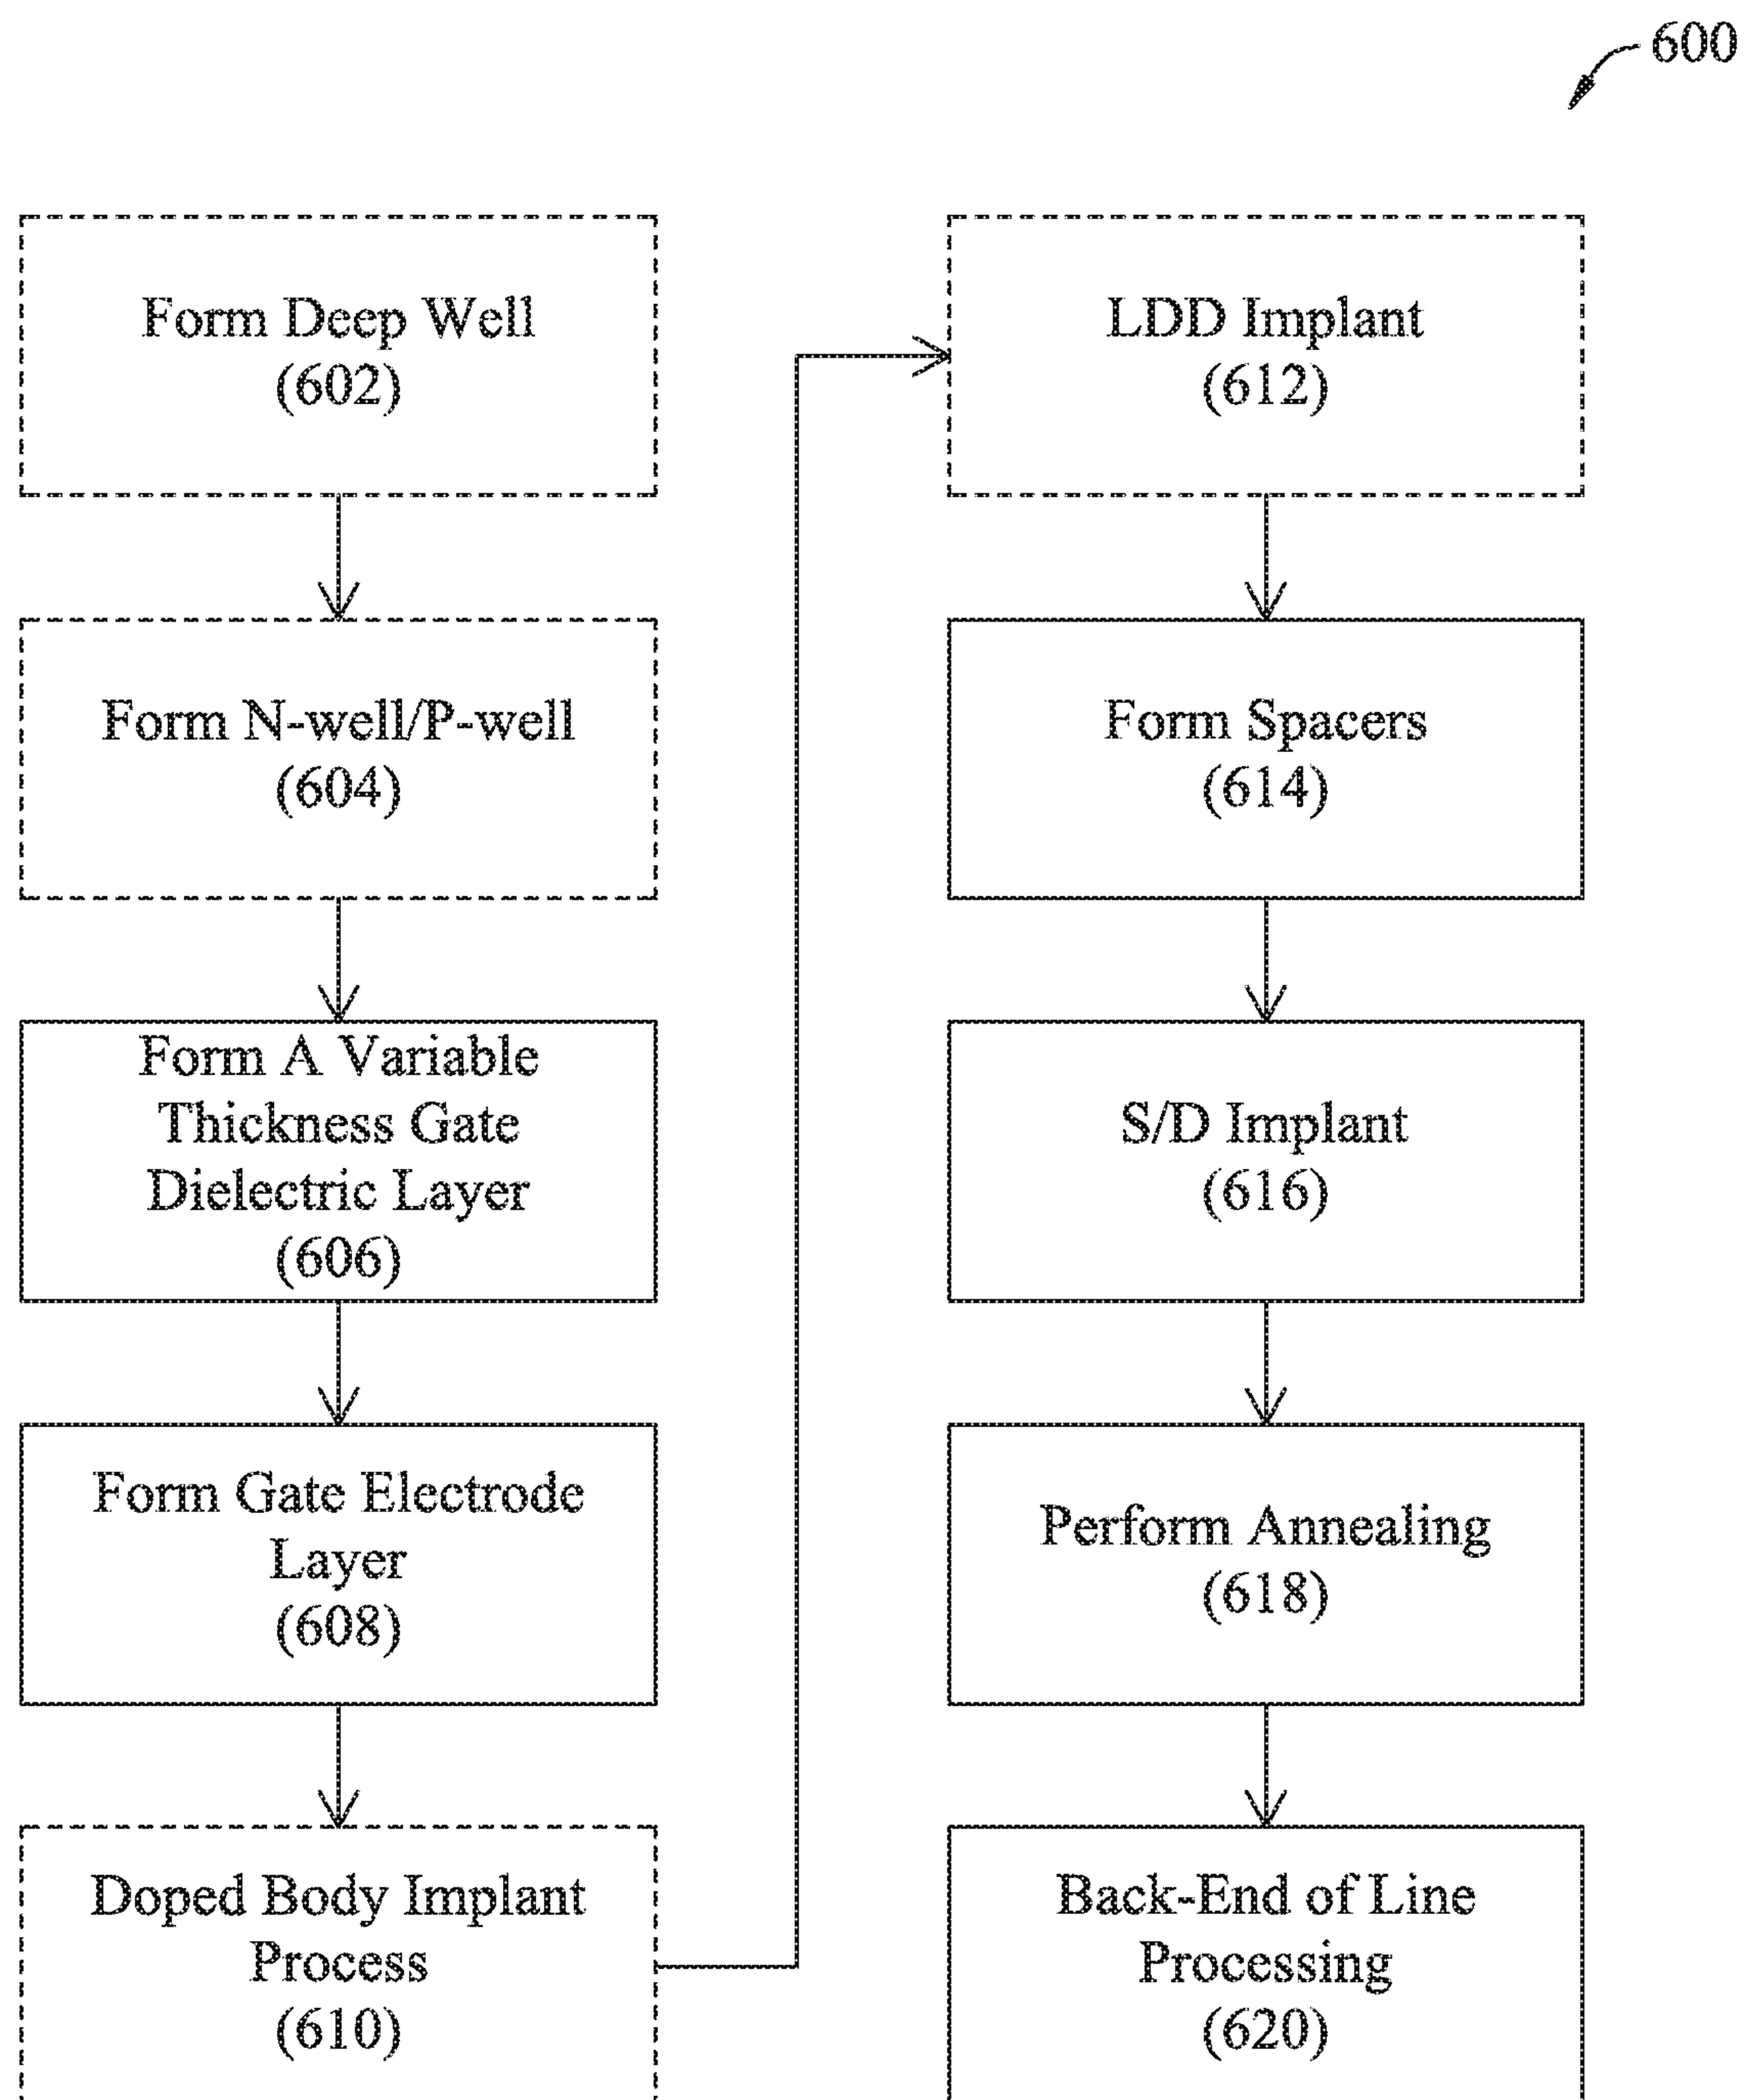 600
Form Deep Well
(602)
Form N-well/P-well
(604)
Form A Variable
Thickness Gate
Dielectric Layer
(606)
Form Gate Electrode
Layer
(608)
Doped Body Implant
Process
(610)
LDD Implant
(612)
Form Spacers
(614)
S/D Implant
(616)
Perform Annealing
(618)
Back-End of Line
Processing
(620)